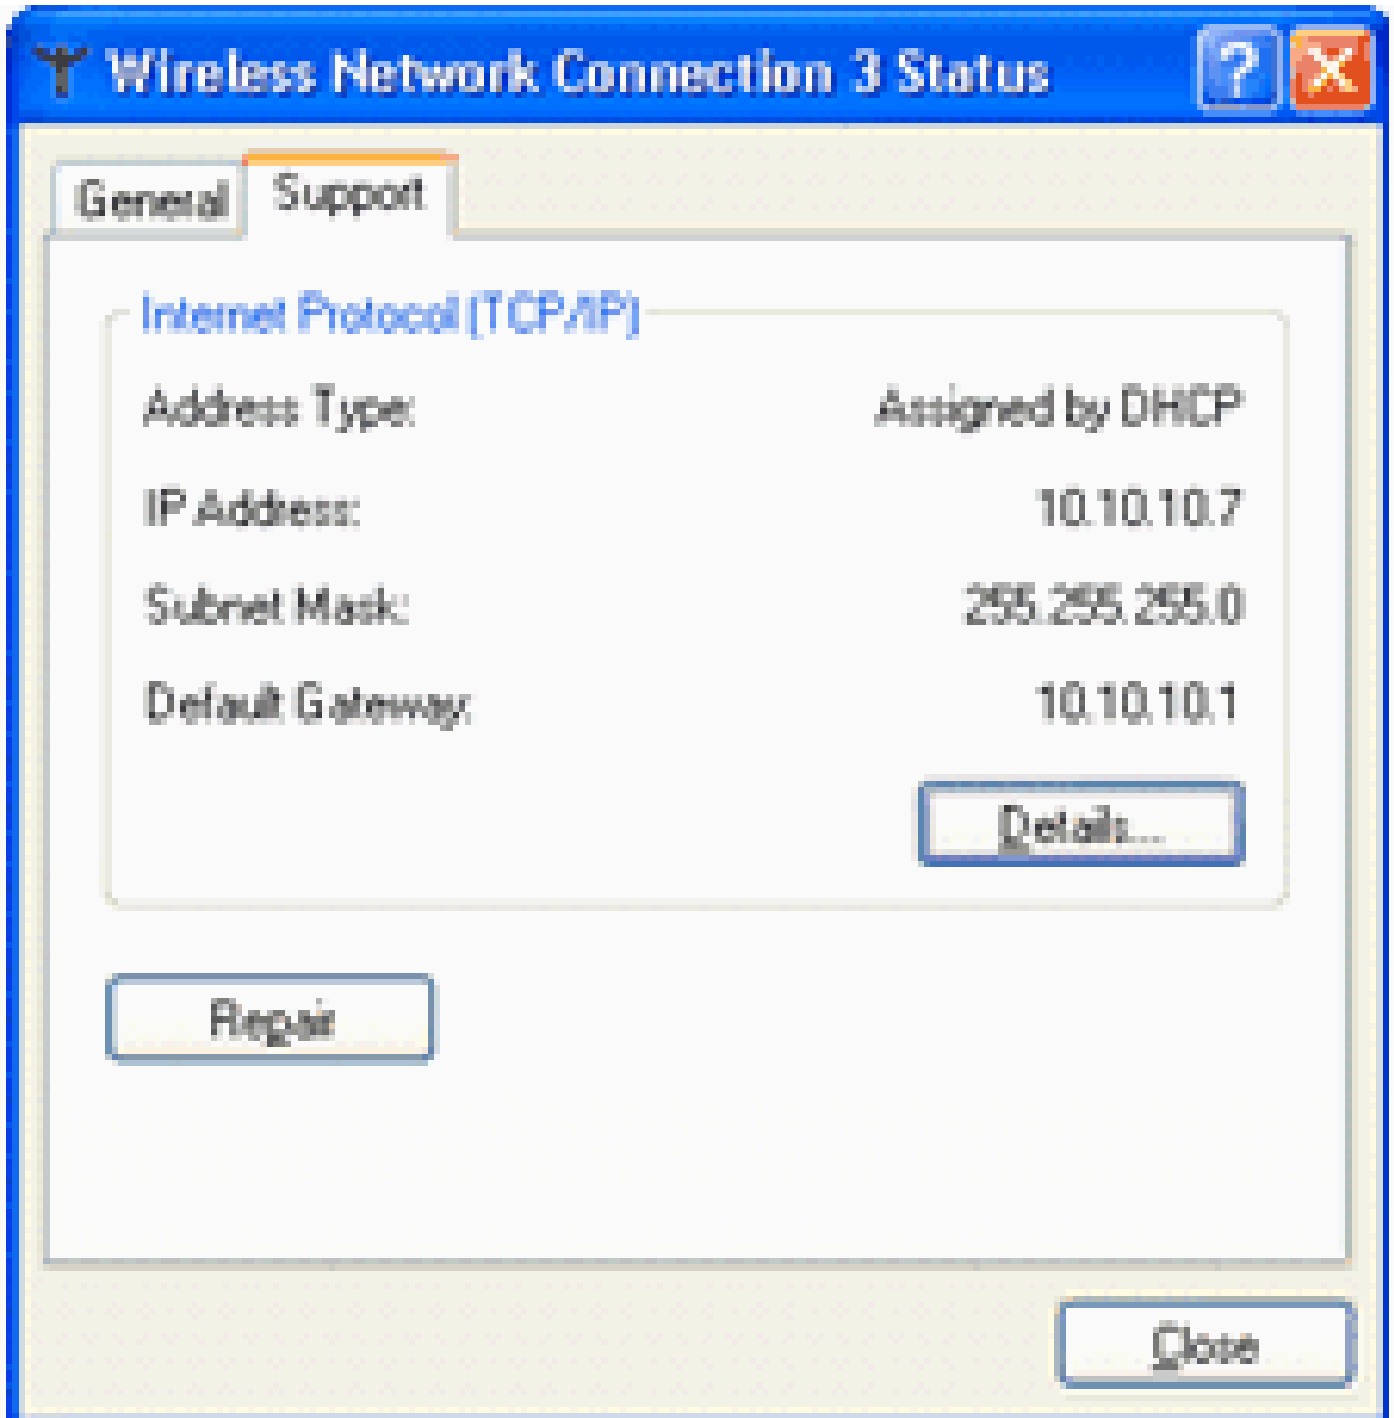 Wireless Network Connection 3 Status
General Support
Internet Protocol (TCP/IP)
Address Type: Assigned by DHCP
IP Address: 10.10.10.7
Subnet Mask: 255.255.255.0
Default Gateway: 10.10.10.1
Details...
Repair
Close